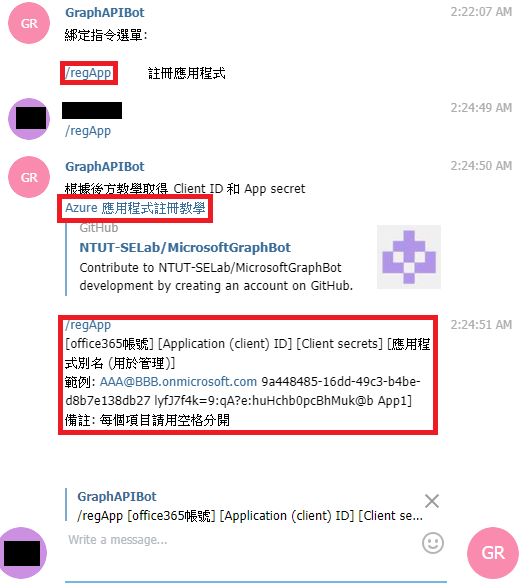 GR
GraphAPIBot
2:22:07 AM
綁定指令選單:
/regApp 註冊應用程式
2:24:49 AM
/regApp
GR
GraphAPIBot
2:24:50 AM
根據後方教學取得 Client ID 和 App secret
Azure 應用程式註冊教學
GitHub
NTUT-SELab/MicrosoftGraphBot
Contribute to NTUT-SELab/MicrosoftGraphBot
development by creating an account on GitHub.
/regApp
2:24:51 AM
[office365帳號] [Application (client) ID] [Client secrets] [應用程
式別名 (用於管理)]
範例: AAA@BBB.onmicrosoft.com 9a448485-16dd-49c3-b4be-
d8b7e138db27 lyfJ7f4k=9:qA?e:huHchb0pcBhMuk@b App1]
備註: 每個項目請用空格分開
GraphAPIBot
/regApp [office365帳號] [Application (client) ID] [Client se...
Write a message...
GR